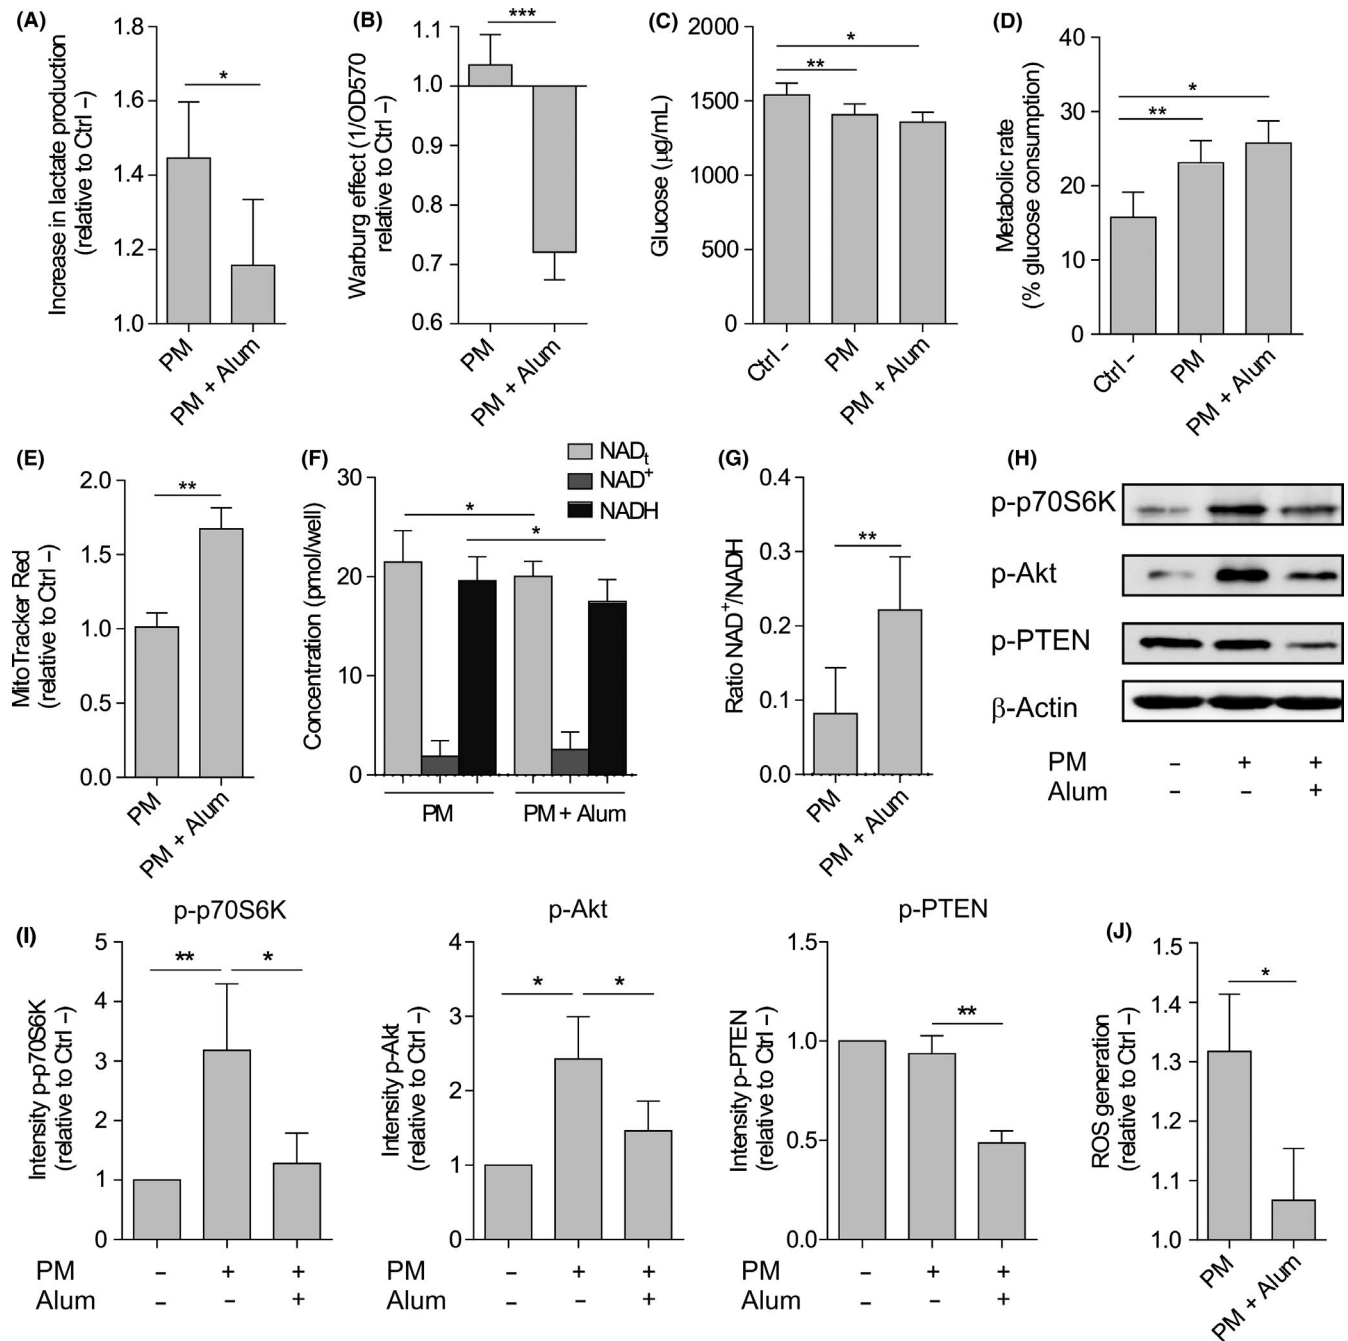 (A)
Increase in lactate production
(relative to Ctrl –)
1.8
1.6
1.4
1.2
1.0
*
PM
PM + Alum
(B)
Warburg effect (1/OD570
relative to Ctrl –)
1.1
1.0
0.9
0.8
0.7
0.6
***
PM
PM + Alum
(C)
Glucose (µg/mL)
2000
1500
1000
500
0
*
**
Ctrl –
PM
PM + Alum
(D)
Metabolic rate
(% glucose consumption)
40
30
20
10
0
*
**
Ctrl –
PM
PM + Alum
(E)
MitoTracker Red
(relative to Ctrl –)
2.0
1.5
1.0
0.5
0.0
**
PM
PM + Alum
(F)
NADt
NAD+
NADH
Concentration (pmol/well)
30
20
10
0
*
*
PM
PM + Alum
(G)
Ratio NAD+/NADH
0.4
0.3
0.2
0.1
0.0
**
PM
PM + Alum
(H)
p-p70S6K
p-Akt
p-PTEN
β-Actin
PM – + +
Alum – – +
(I)
p-p70S6K
Intensity p-p70S6K
(relative to Ctrl –)
5
4
3
2
1
0
** *
PM – + +
Alum – – +
p-Akt
Intensity p-Akt
(relative to Ctrl –)
4
3
2
1
0
* *
– + +
– – +
p-PTEN
Intensity p-PTEN
(relative to Ctrl –)
1.5
1.0
0.5
0.0
**
PM – + +
Alum – – +
(J)
ROS generation
(relative to Ctrl –)
1.5
1.4
1.3
1.2
1.1
1.0
*
PM
PM + Alum